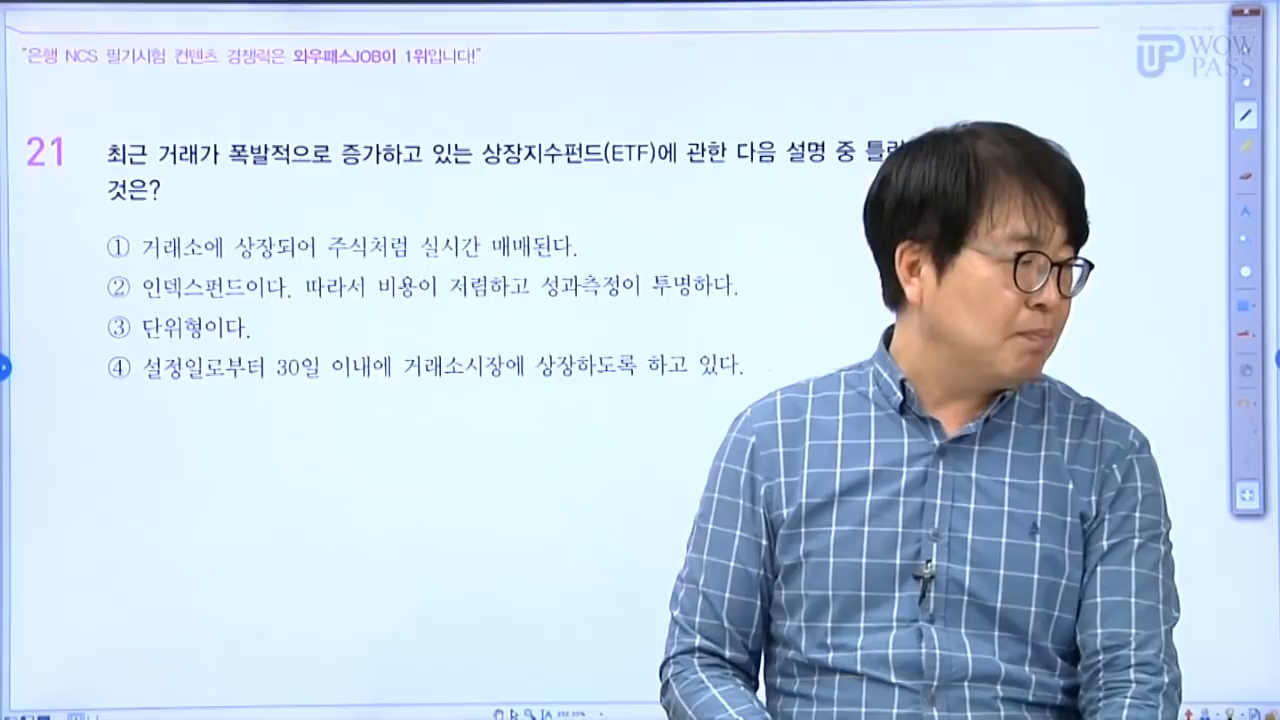 "은행 NCS 필기시험 컨텐츠 경쟁력은 와우패스JOB이 1위입니다!"
UP WOW PASS
21 최근 거래가 폭발적으로 증가하고 있는 상장지수펀드(ETF)에 관한 다음 설명 중
것은?
① 거래소에 상장되어 주식처럼 실시간 매매된다.
② 인덱스펀드이다. 따라서 비용이 저렴하고 성과측정이 투명하다.
③ 단위형이다.
④ 설정일로부터 30일 이내에 거래소시장에 상장하도록 하고 있다.